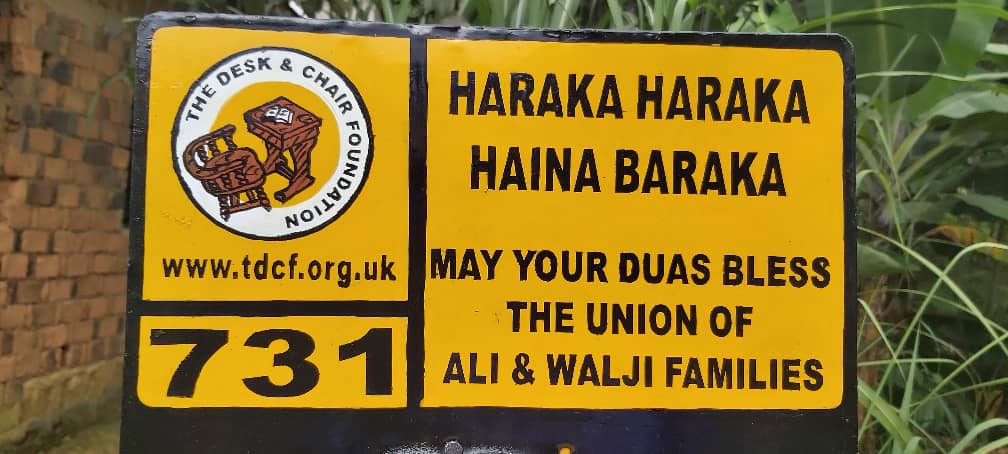 THE DESK & CHAIR FOUNDATION
www.tdcf.org.uk
731
HARAKA HARAKA
HAINA BARAKA
MAY YOUR DUAS BLESS
THE UNION OF
ALI & WALJI FAMILIES